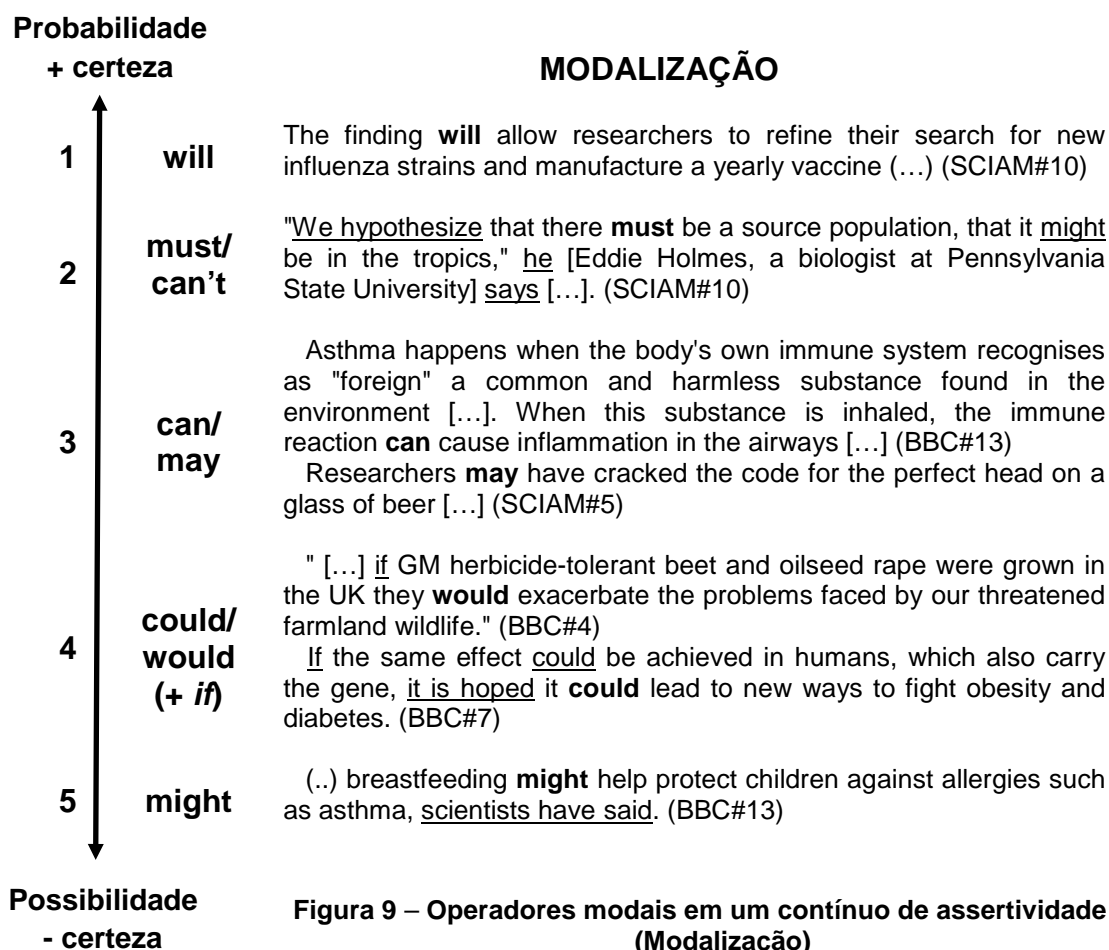 Probabilidade
+ certeza
MODALIZAÇÃO
1
will
The finding will allow researchers to refine their search for new
influenza strains and manufacture a yearly vaccine (…) (SCIAM#10)
2
must/
can't
"We hypothesize that there must be a source population, that it might
be in the tropics," he [Eddie Holmes, a biologist at Pennsylvania
State University] says […]. (SCIAM#10)
3
can/
may
Asthma happens when the body's own immune system recognises
as "foreign" a common and harmless substance found in the
environment […]. When this substance is inhaled, the immune
reaction can cause inflammation in the airways […] (BBC#13)
Researchers may have cracked the code for the perfect head on a
glass of beer […] (SCIAM#5)
4
could/
would
(+ if)
" […] if GM herbicide-tolerant beet and oilseed rape were grown in
the UK they would exacerbate the problems faced by our threatened
farmland wildlife." (BBC#4)
If the same effect could be achieved in humans, which also carry
the gene, it is hoped it could lead to new ways to fight obesity and
diabetes. (BBC#7)
5
might
(..) breastfeeding might help protect children against allergies such
as asthma, scientists have said. (BBC#13)
Possibilidade
- certeza
Figura 9 – Operadores modais em um contínuo de assertividade
(Modalização)